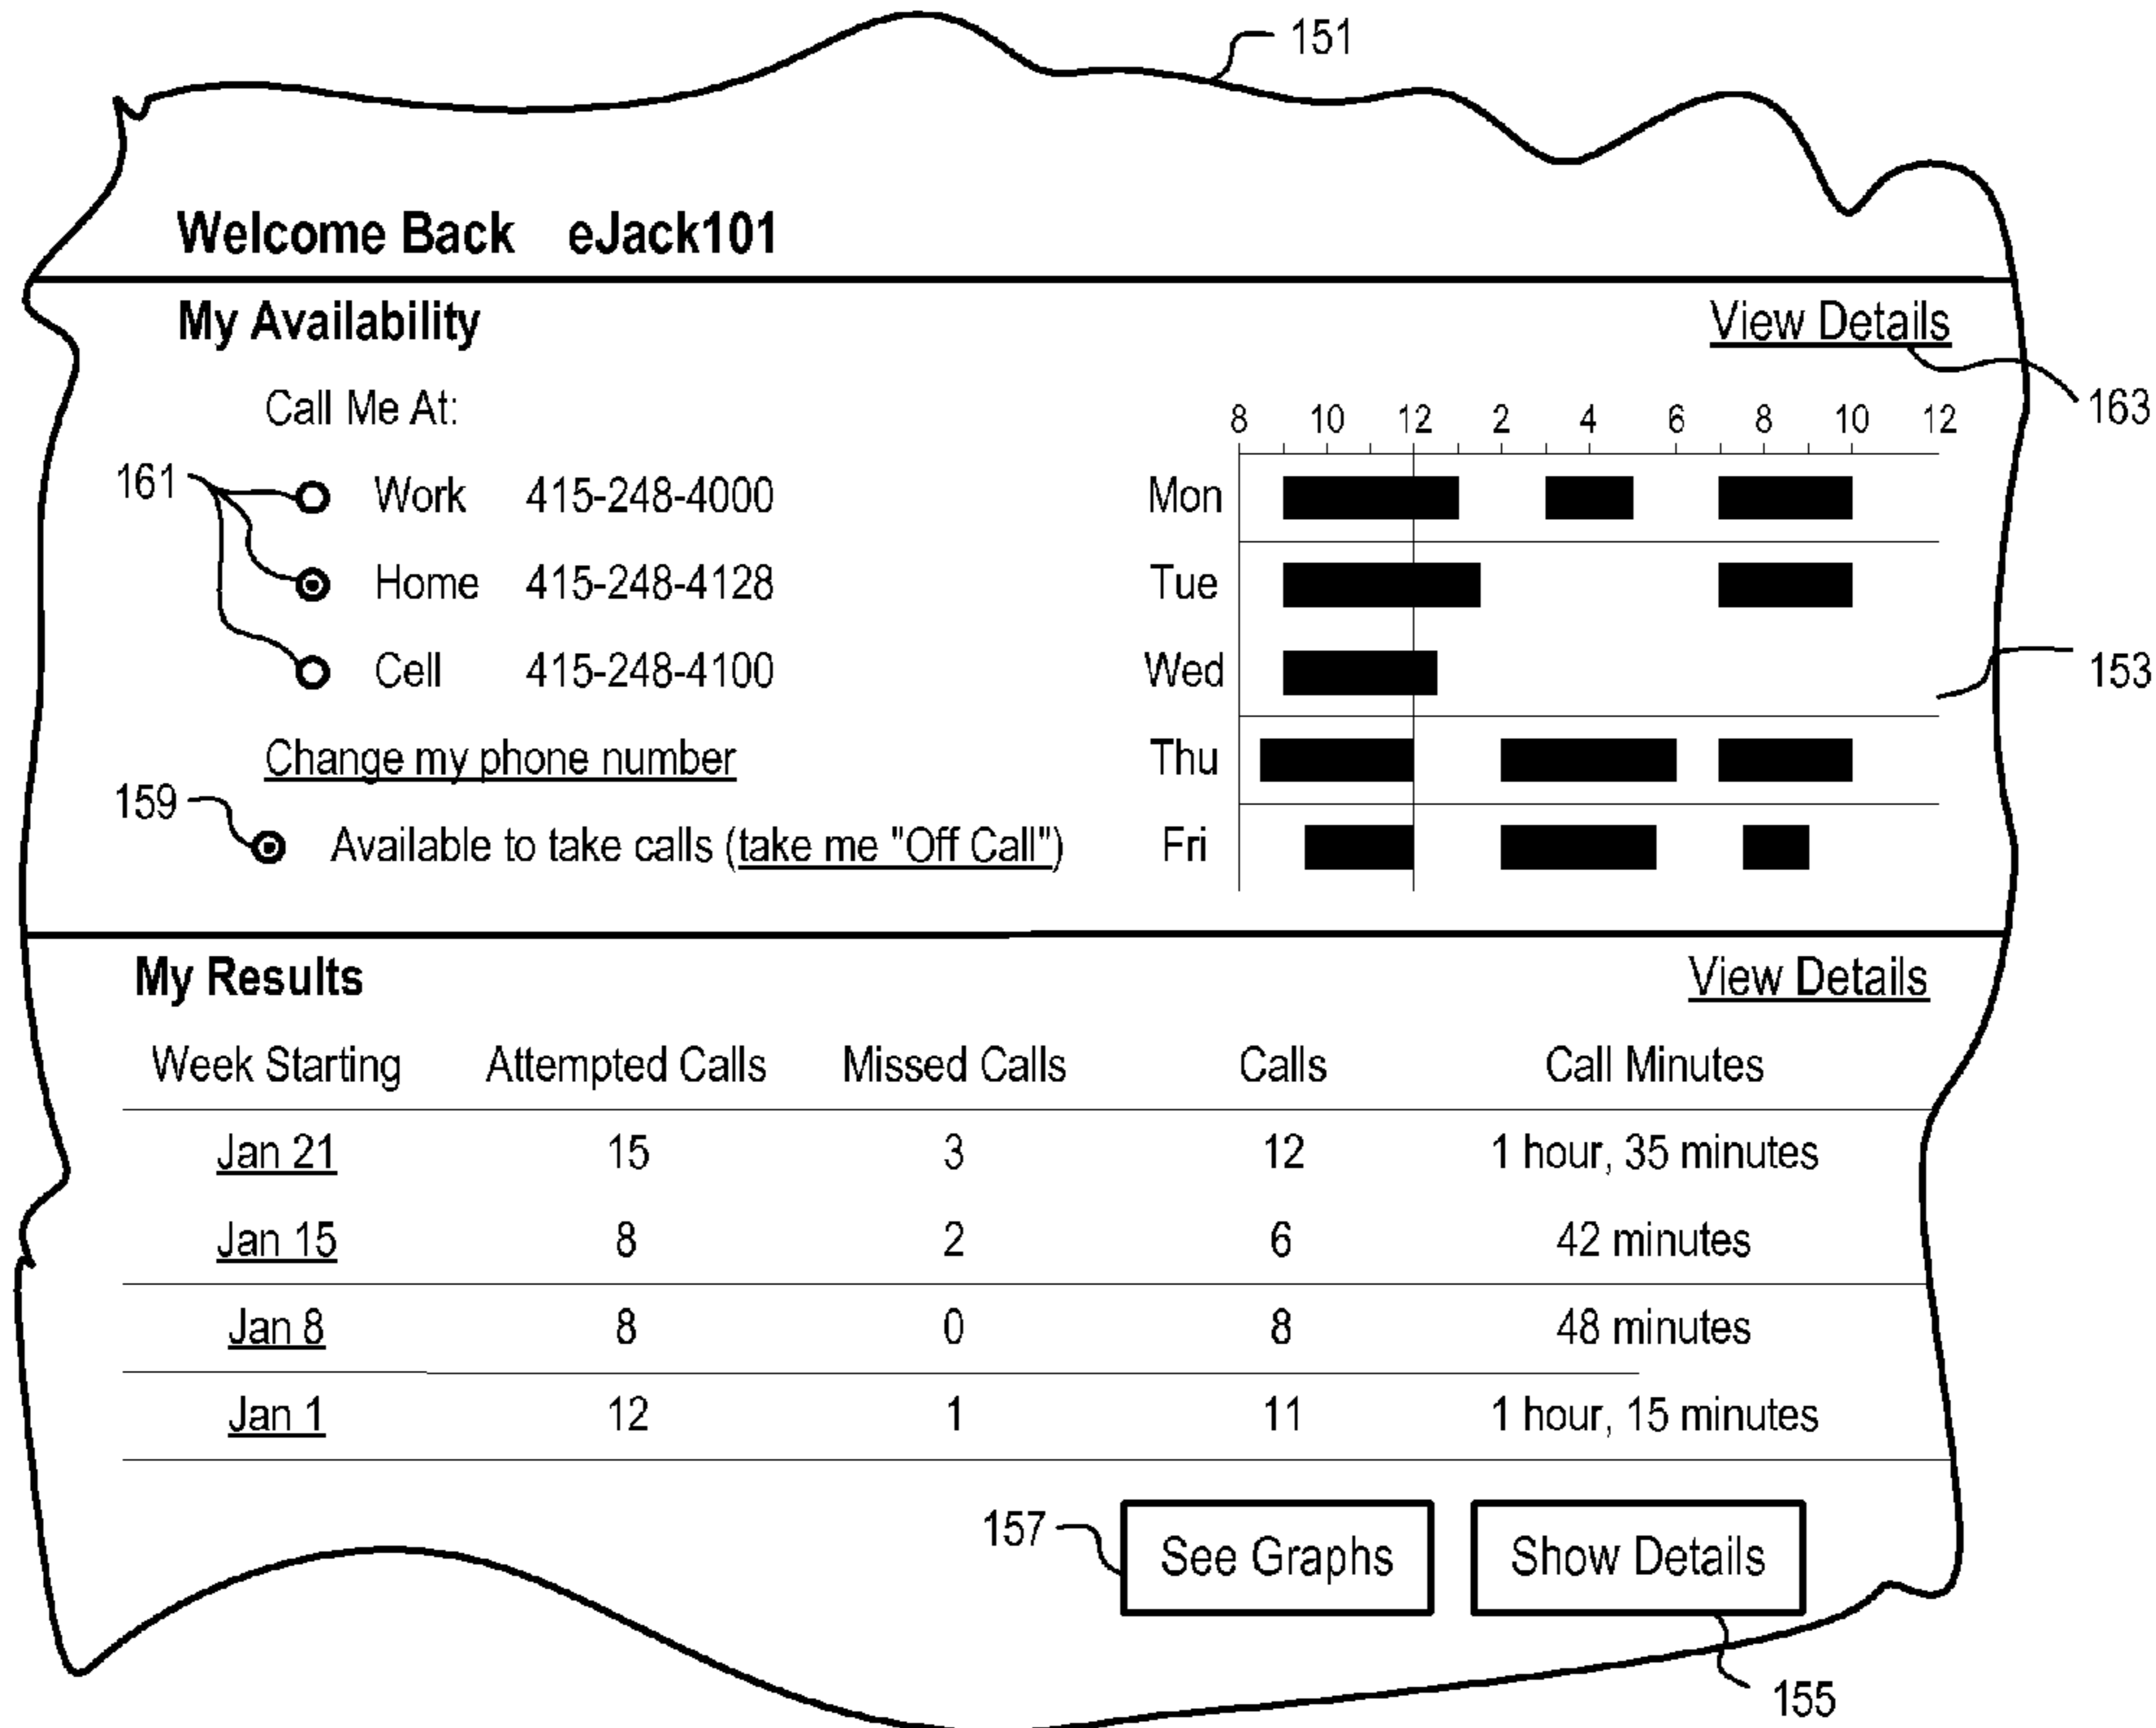 151
Welcome Back eJack101
My Availability View Details
163
Call Me At: 8 10 12 2 4 6 8 10 12
161 Work 415-248-4000 Mon
Home 415-248-4128 Tue
Cell 415-248-4100 Wed 153
Change my phone number Thu
159 Available to take calls (take me "Off Call") Fri
My Results View Details
Week Starting Attempted Calls Missed Calls Calls Call Minutes
Jan 21 15 3 12 1 hour, 35 minutes
Jan 15 8 2 6 42 minutes
Jan 8 8 0 8 48 minutes
Jan 1 12 1 11 1 hour, 15 minutes
157 See Graphs Show Details
155